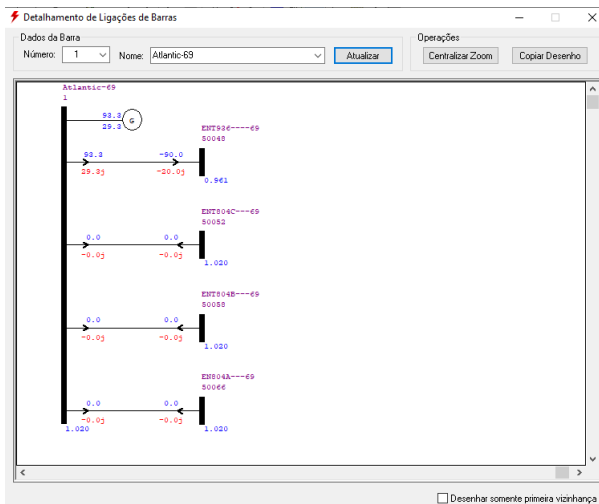 Detalhamento de Ligações de Barras
Dados da Barra
Número: 1 Nome: Atlantic-69 Atualizar
Operações
Centralizar Zoom Copiar Desenho
Atlantic-69
1
93.3
29.3
G
ENT936----69
50048
93.3 -90.0
29.3j -20.0j
0.961
ENT804C---69
50052
0.0 0.0
-0.0j -0.0j
1.020
ENT804B---69
50058
0.0 0.0
-0.0j -0.0j
1.020
EN804A---69
50066
0.0 0.0
-0.0j -0.0j
1.020 1.020
Desenhar somente primeira vizinhança